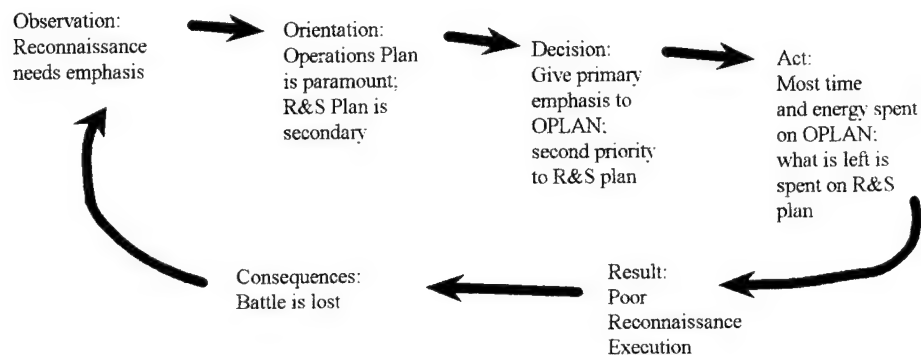 Observation:
Reconnaissance
needs emphasis
Orientation:
Operations Plan
is paramount;
R&S Plan is
secondary
Decision:
Give primary
emphasis to
OPLAN;
second priority
to R&S plan
Act:
Most time
and energy spent
on OPLAN;
what is left is
spent on R&S
plan
Result:
Poor
Reconnaissance
Execution
Consequences:
Battle is lost